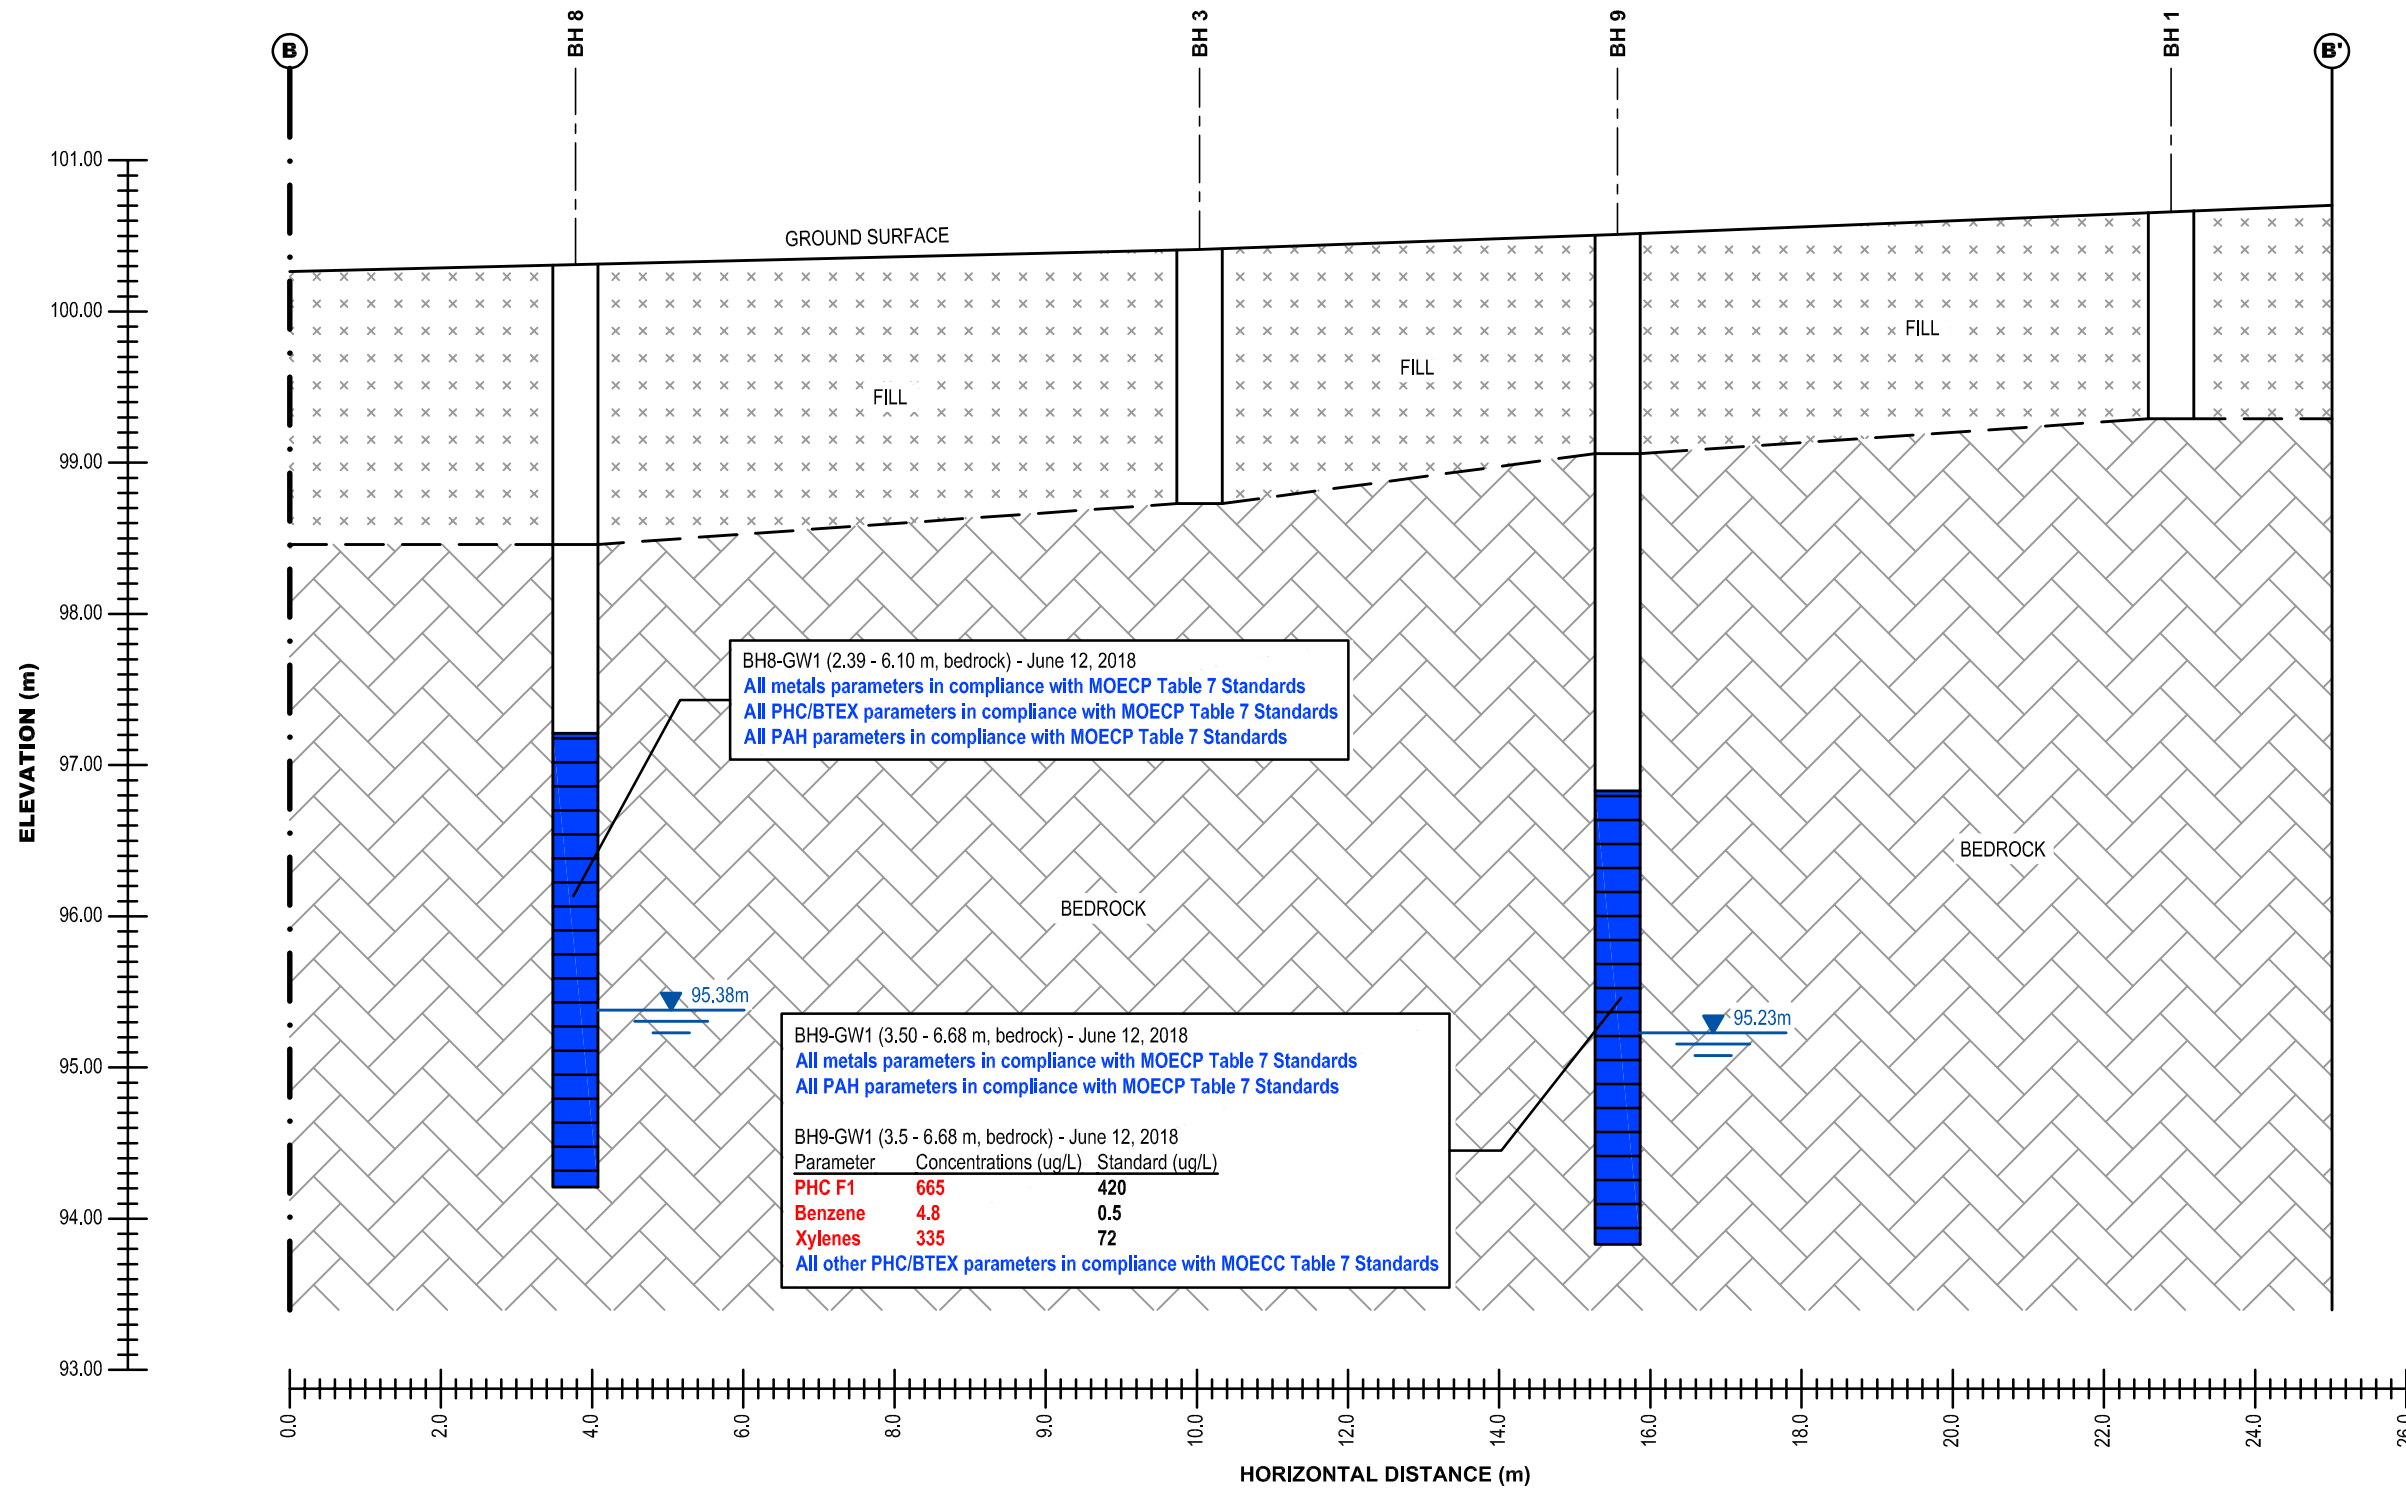 B
BH 8
BH 3
BH 9
BH 1
B'
101.00
100.00
99.00
98.00
97.00
96.00
95.00
94.00
93.00
ELEVATION (m)
GROUND SURFACE
FILL
FILL
FILL
BH8-GW1 (2.39 - 6.10 m, bedrock) - June 12, 2018
All metals parameters in compliance with MOECP Table 7 Standards
All PHC/BTEX parameters in compliance with MOECP Table 7 Standards
All PAH parameters in compliance with MOECP Table 7 Standards
BEDROCK
BEDROCK
95.38m
95.23m
BH9-GW1 (3.50 - 6.68 m, bedrock) - June 12, 2018
All metals parameters in compliance with MOECP Table 7 Standards
All PAH parameters in compliance with MOECP Table 7 Standards
BH9-GW1 (3.5 - 6.68 m, bedrock) - June 12, 2018
Parameter Concentrations (ug/L) Standard (ug/L)
PHC F1 665 420
Benzene 4.8 0.5
Xylenes 335 72
All other PHC/BTEX parameters in compliance with MOECC Table 7 Standards
0.0 2.0 4.0 6.0 8.0 9.0 10.0 12.0 14.0 16.0 18.0 20.0 22.0 24.0 26.0
HORIZONTAL DISTANCE (m)